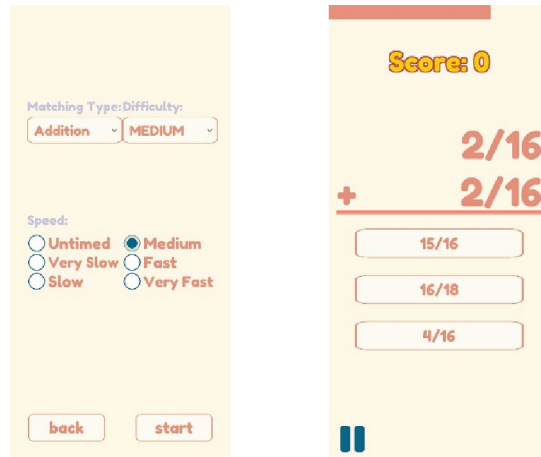 Matching Type: Difficulty:
Addition MEDIUM
Speed:
Untimed Medium
Very Slow Fast
Slow Very Fast
back start
Score: 0
2/16
+ 2/16
15/16
16/18
4/16